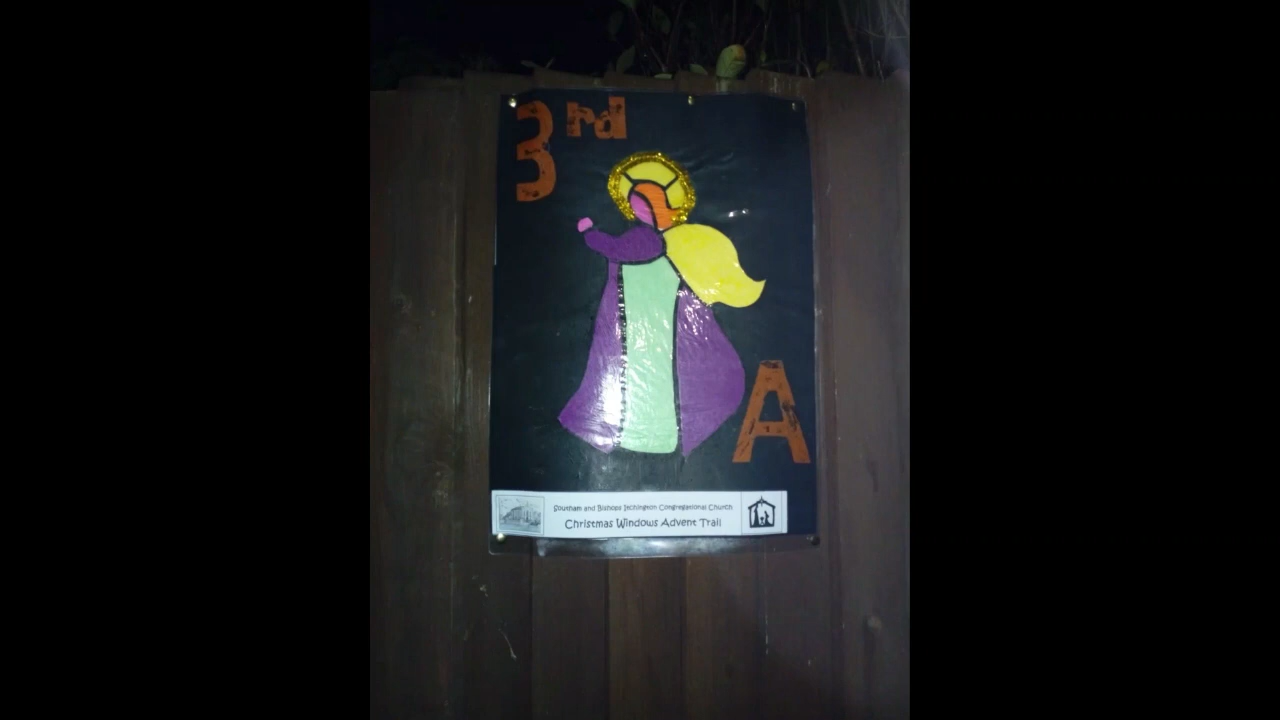 3rd
A
Southam and Bishops Itchington Congregational Church
Christmas Windows Advent Trail